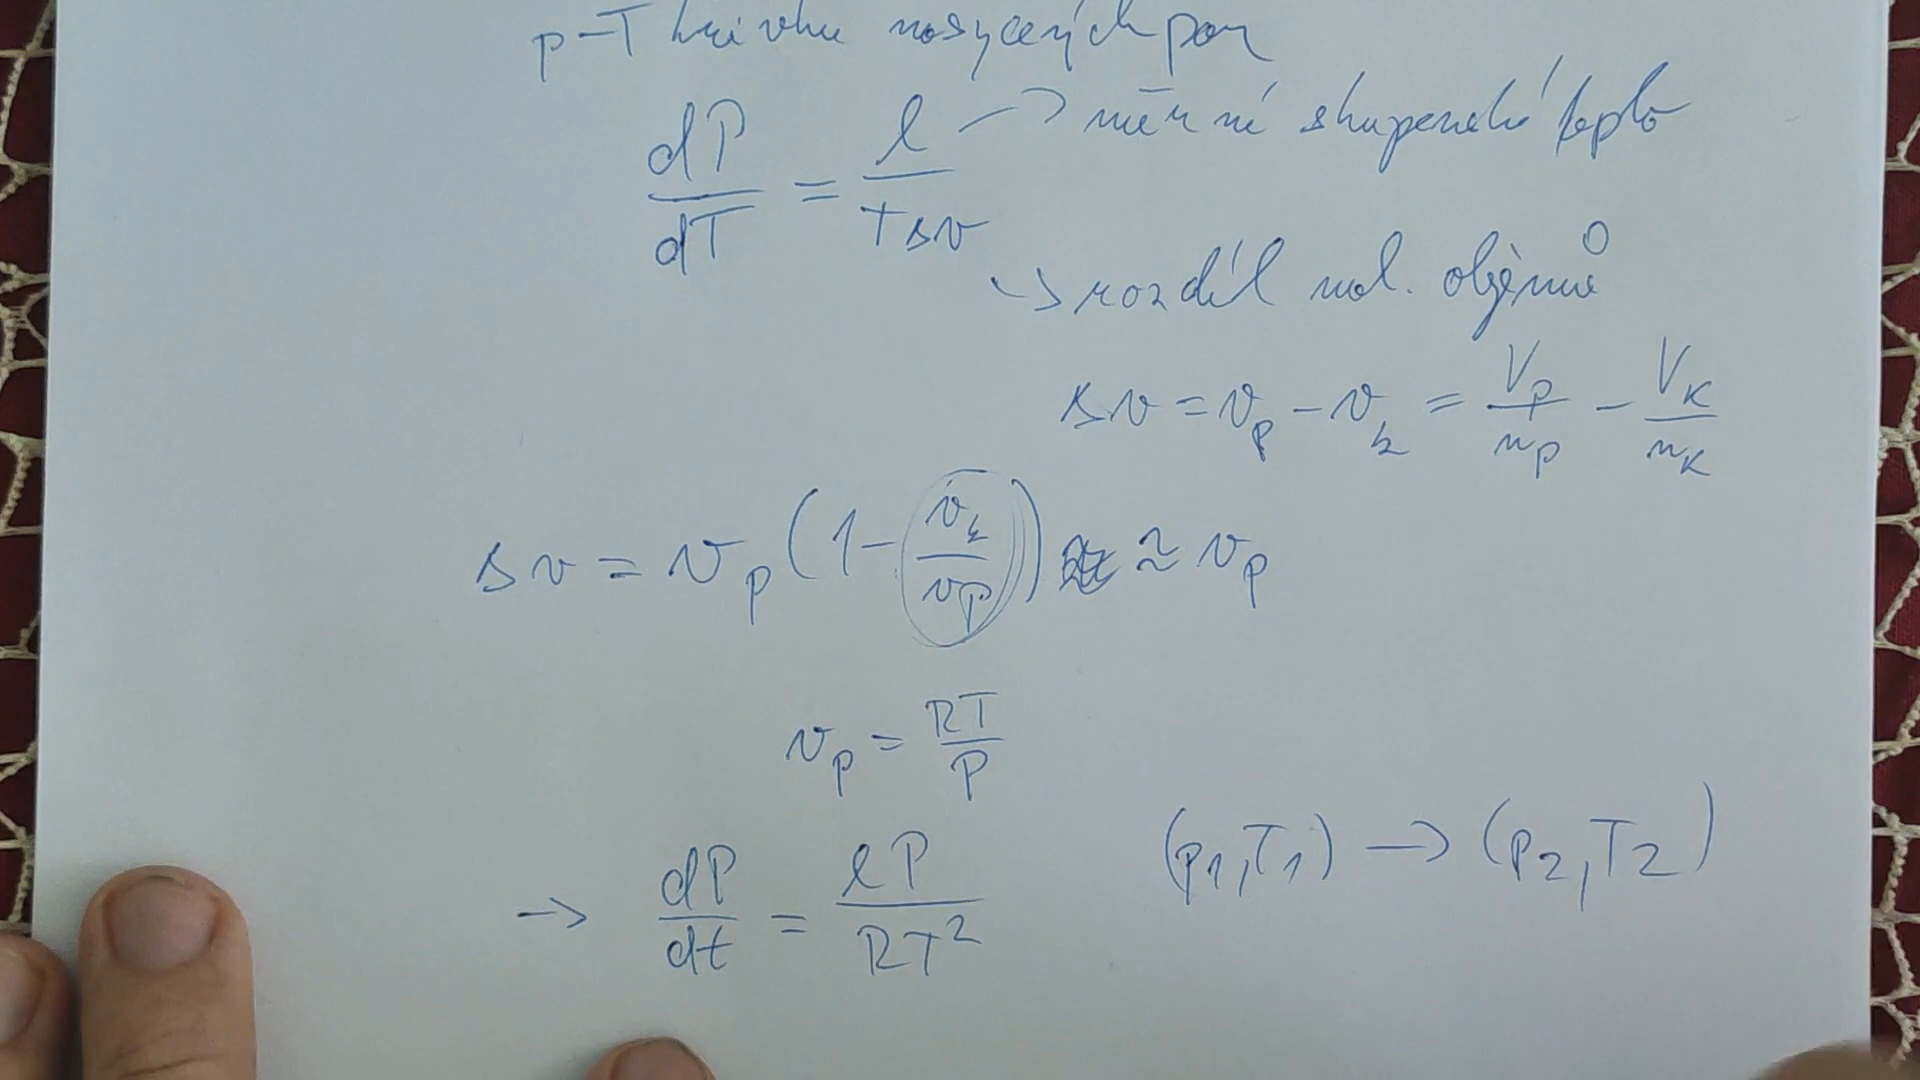 p-T křivku nasycených par
dP/dT = l/(TΔv) → měrné skupenské teplo
→ rozdíl mol. objemů
Δv = v_p - v_k = V_p/n_p - V_k/n_k
Δv = v_p (1 - v_k/v_p) ≈ v_p
v_p = RT/P
→ dP/dt = lP/RT² (p₁,T₁) → (p₂,T₂)